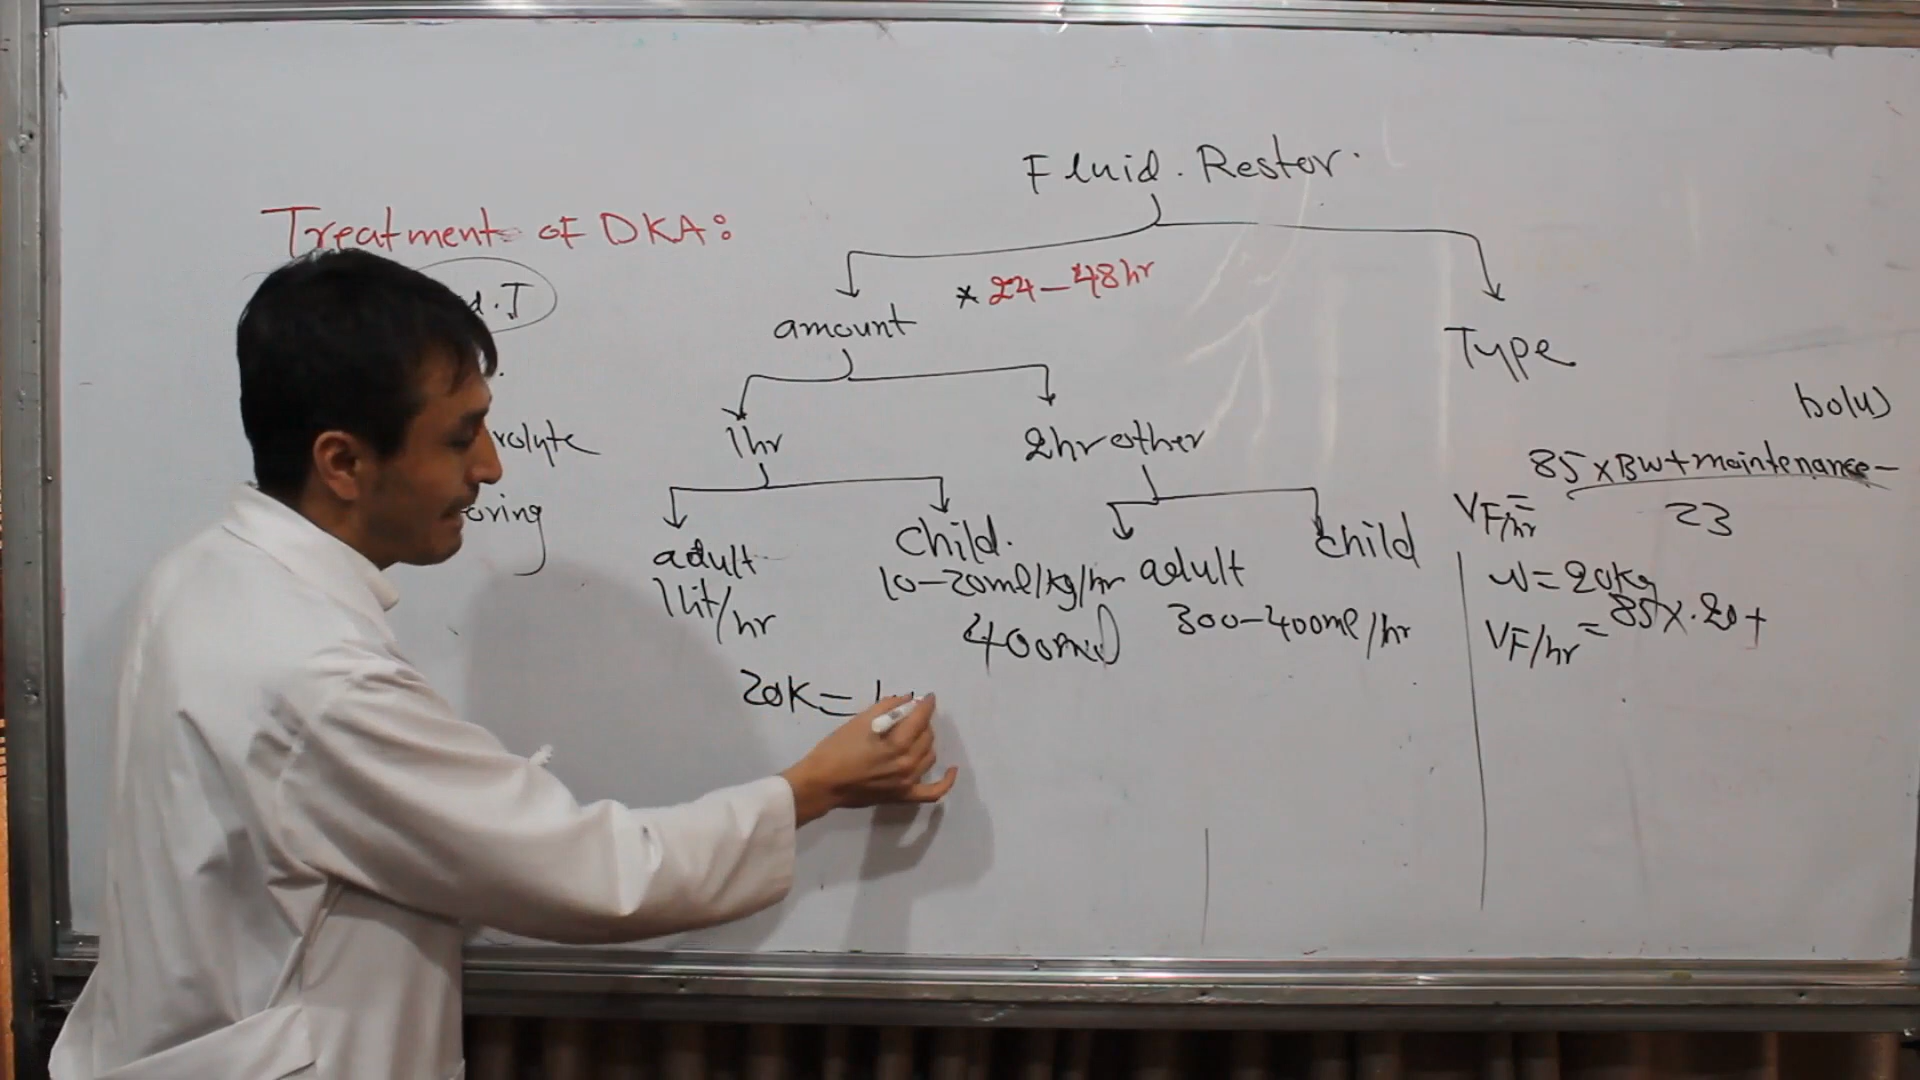 Fluid. Restor.
Treatment of DKA:
* 24-48hr
amount
Type
1hr
2hr other
bolus
85 x BW + maintenance -
VF/hr =
23
adult
1 lit/hr
child.
10-20ml/kg/hr
400ml
adult
300-400ml/hr
child
W = 20kg
VF/hr = 85 x . 20 +
20K =